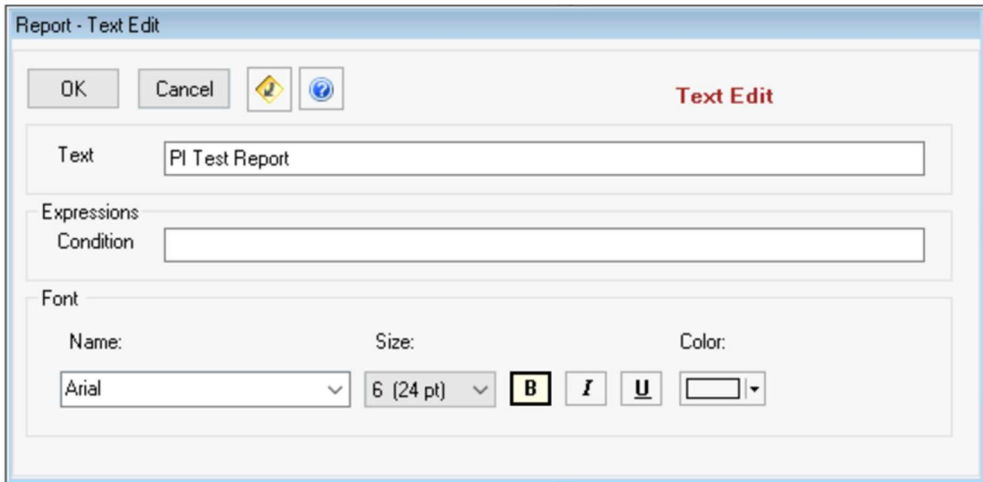 Report - Text Edit
OK Cancel Text Edit
Text PI Test Report
Expressions
Condition
Font
Name: Size: Color:
Arial 6 (24 pt) B I U